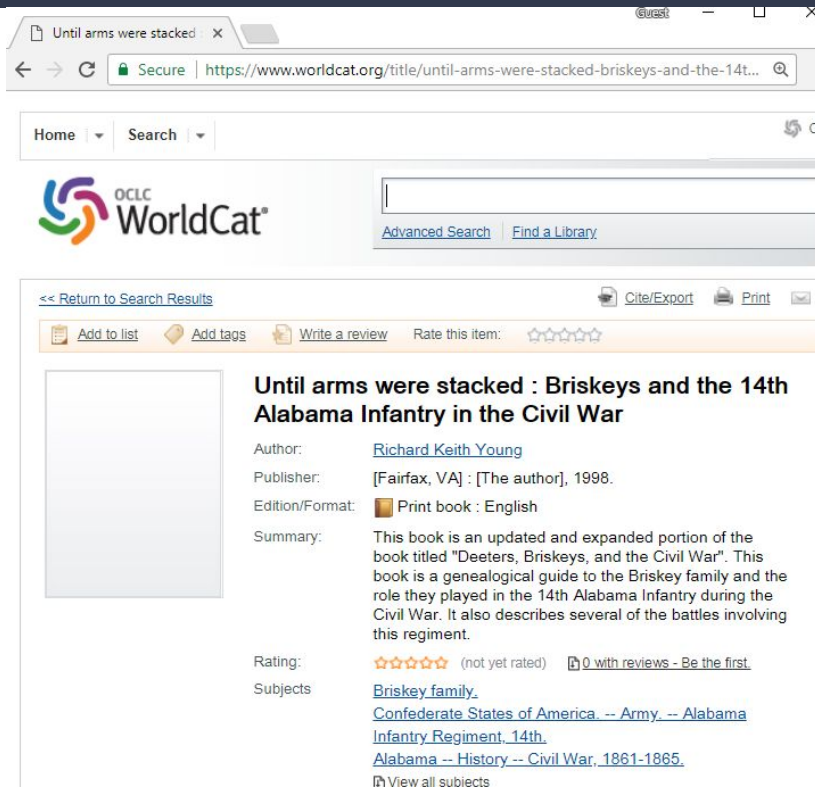 Guest
Until arms were stacked :
Secure | https://www.worldcat.org/title/until-arms-were-stacked-briskeys-and-the-14t...
Home Search
OCLC
WorldCat
Advanced Search Find a Library
<< Return to Search Results Cite/Export Print
Add to list Add tags Write a review Rate this item:
Until arms were stacked : Briskeys and the 14th
Alabama Infantry in the Civil War
Author: Richard Keith Young
Publisher: [Fairfax, VA] : [The author], 1998.
Edition/Format: Print book : English
Summary: This book is an updated and expanded portion of the
book titled "Deeters, Briskeys, and the Civil War". This
book is a genealogical guide to the Briskey family and the
role they played in the 14th Alabama Infantry during the
Civil War. It also describes several of the battles involving
this regiment.
Rating: (not yet rated) 0 with reviews - Be the first.
Subjects Briskey family.
Confederate States of America. -- Army. -- Alabama
Infantry Regiment, 14th.
Alabama -- History -- Civil War, 1861-1865.
View all subjects